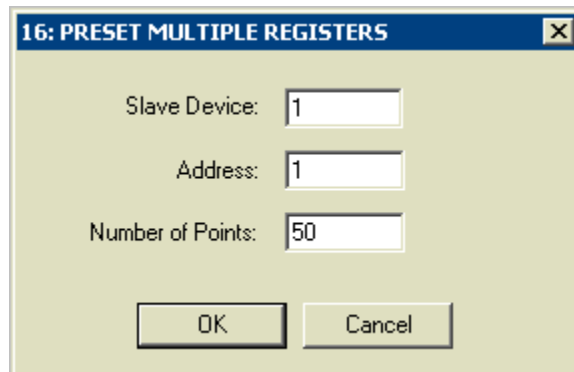 16: PRESET MULTIPLE REGISTERS
Slave Device: 1
Address: 1
Number of Points: 50
OK Cancel